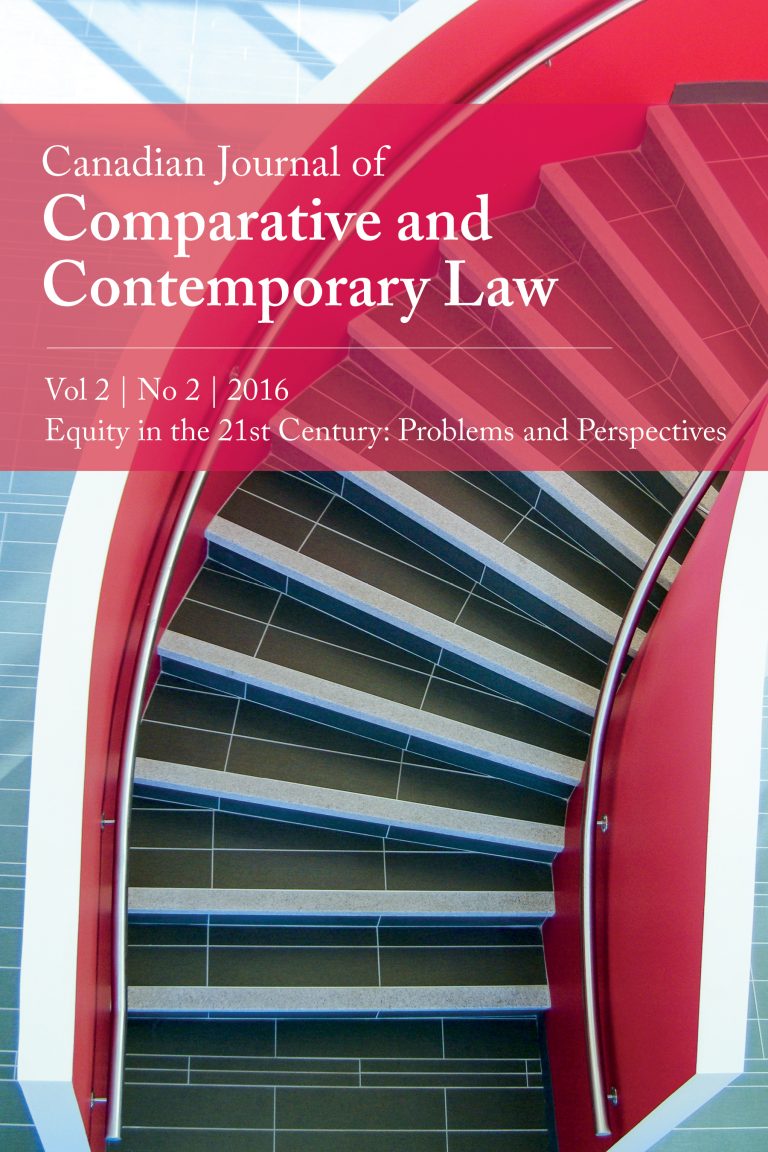 Canadian Journal of
Comparative and
Contemporary Law
Vol 2 | No 2 | 2016
Equity in the 21st Century: Problems and Perspectives